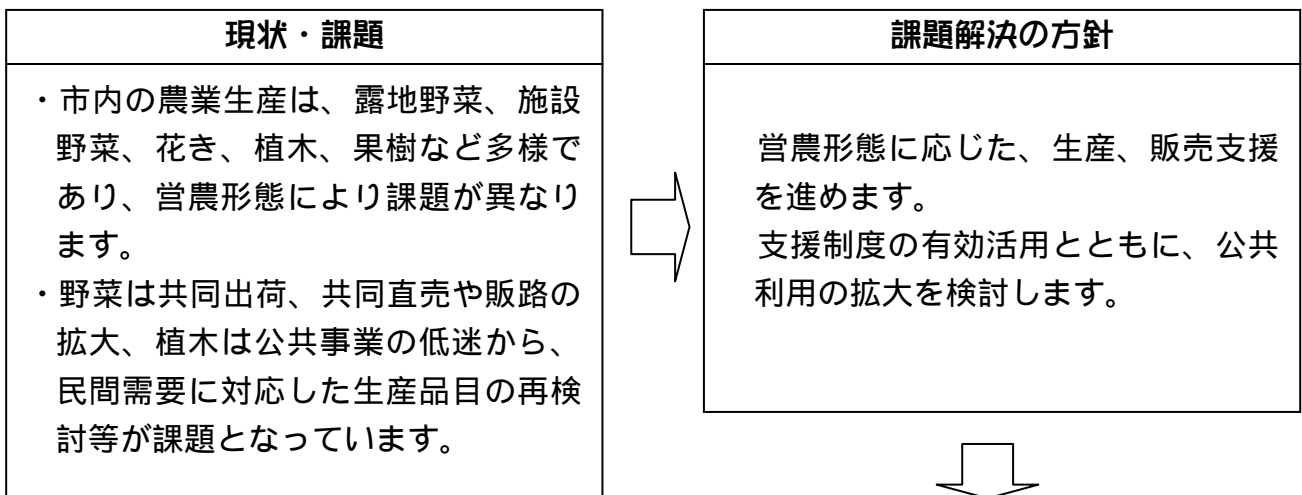 現状・課題
・市内の農業生産は、露地野菜、施設
野菜、花き、植木、果樹など多様で
あり、営農形態により課題が異なり
ます。
・野菜は共同出荷、共同直売や販路の
拡大、植木は公共事業の低迷から、
民間需要に対応した生産品目の再検
討等が課題となっています。
課題解決の方針
営農形態に応じた、生産、販売支援
を進めます。
支援制度の有効活用とともに、公共
利用の拡大を検討します。